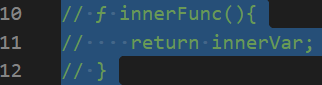 10 // ƒ innerFunc(){
11 //    return innerVar;
12 // }